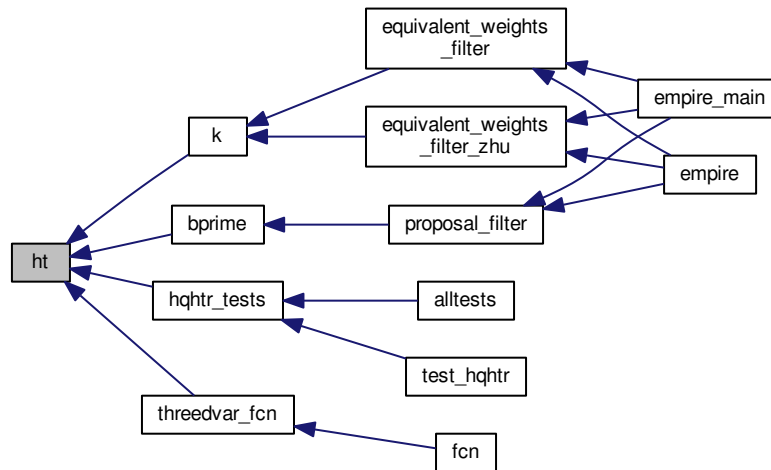 equivalent_weights
_filter
empire_main
k
equivalent_weights
_filter_zhu
empire
bprime
proposal_filter
ht
hqhtr_tests
alltests
test_hqhtr
threedvar_fcn
fcn